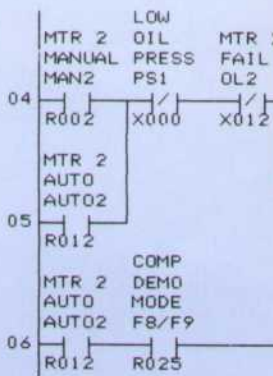 LOW
MTR 2 OIL MTR
MANUAL PRESS FAIL
MAN2 PS1 OL2
04
R002 X000 X012
MTR 2
AUTO
AUTO2
05
R012
COMP
MTR 2 DEMO
AUTO MODE
AUTO2 F8/F9
06
R012 R025